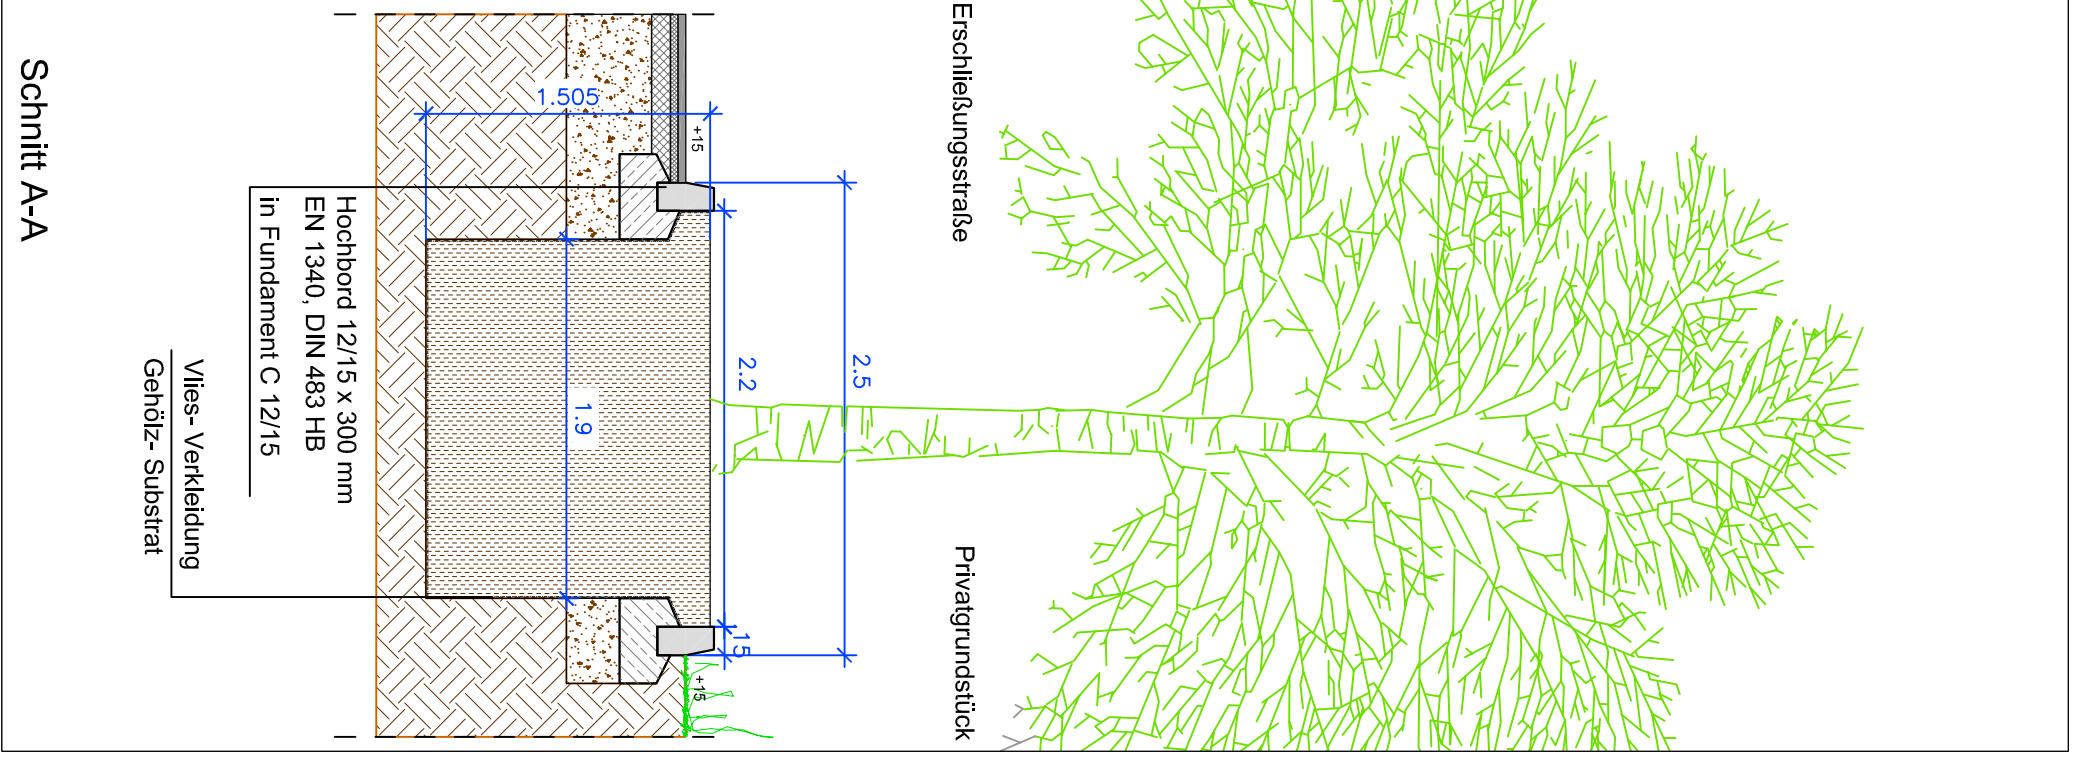 Erschließungsstraße
Privatgrundstück
2.5
2.2
15
+15
+15
1.505
1.9
Hochbord 12/15 x 300 mm
EN 1340, DIN 483 HB
in Fundament C 12/15
Vlies- Verkleidung
Gehölz- Substrat
Schnitt A-A